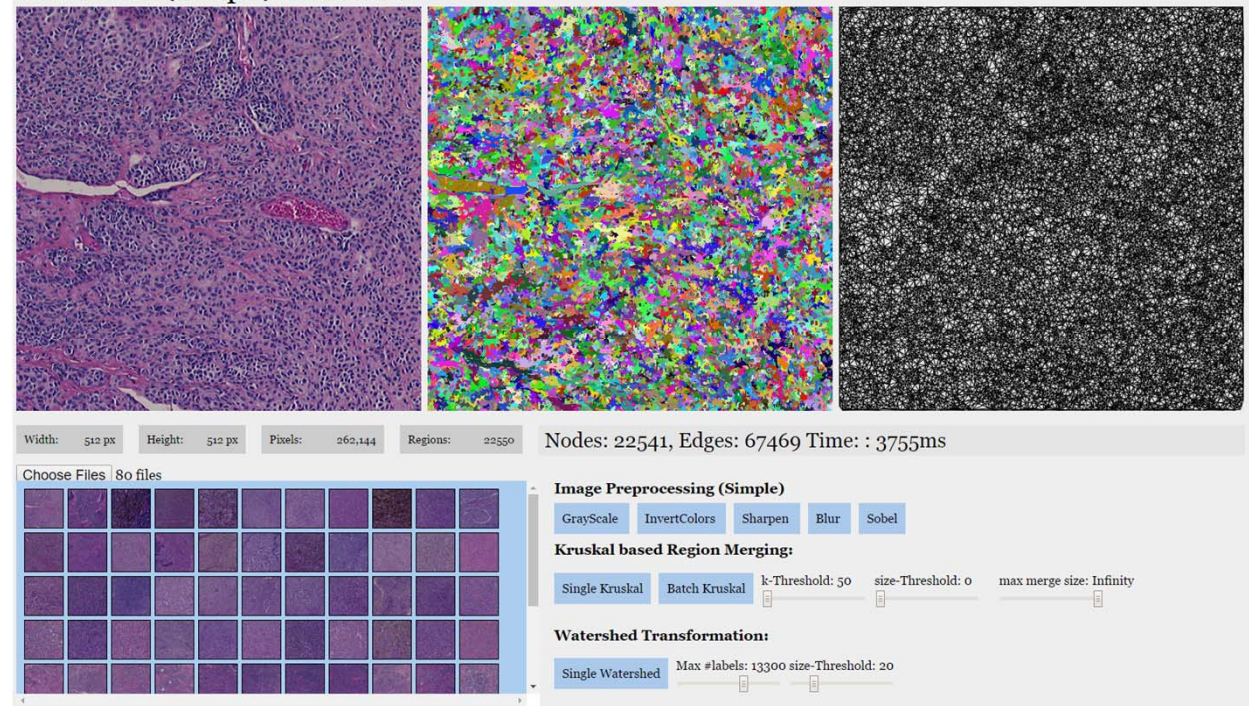 Width: 512 px Height: 512 px Pixels: 262,144 Regions: 22550
Nodes: 22541, Edges: 67469 Time: : 3755ms
Choose Files 80 files
Image Preprocessing (Simple)
GrayScale InvertColors Sharpen Blur Sobel
Kruskal based Region Merging:
Single Kruskal Batch Kruskal k-Threshold: 50 size-Threshold: 0 max merge size: Infinity
Watershed Transformation:
Single Watershed Max #labels: 13300 size-Threshold: 20